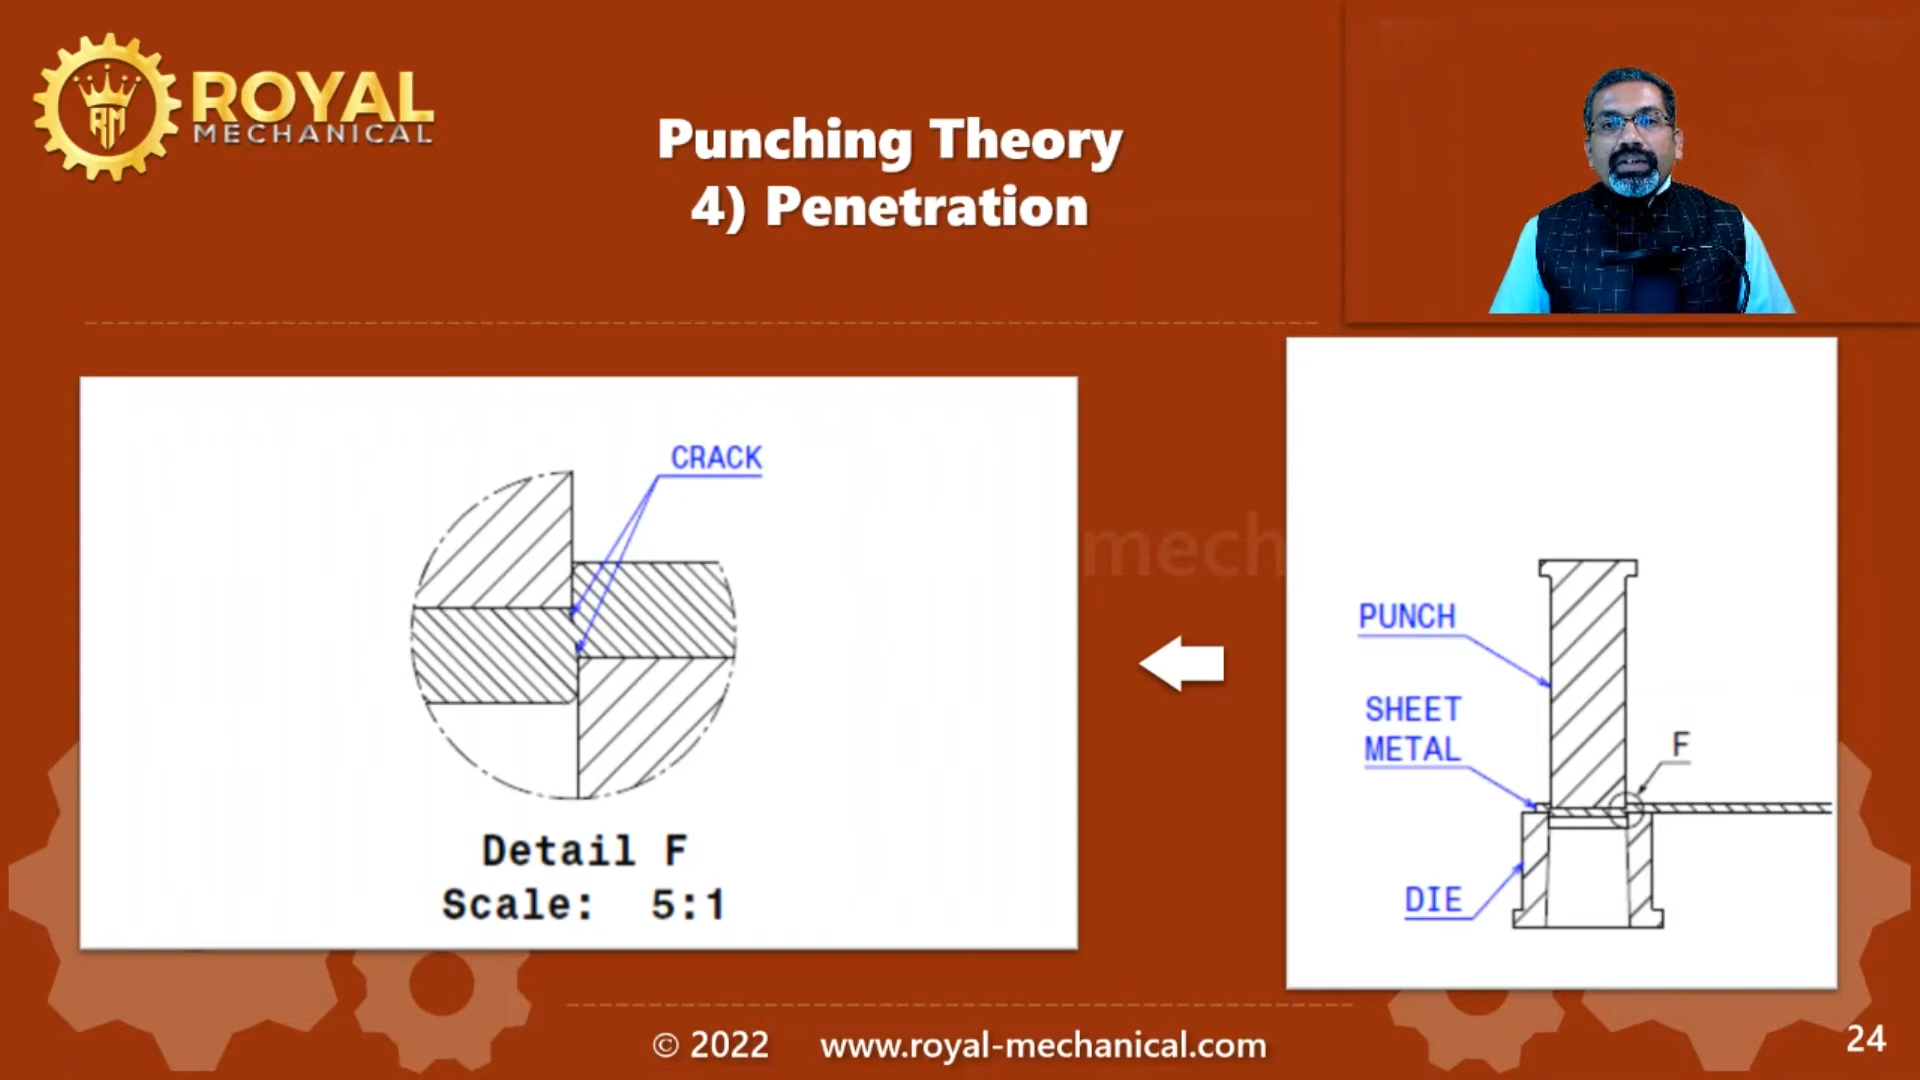 RM
ROYAL
MECHANICAL
Punching Theory
4) Penetration
CRACK
Detail F
Scale: 5:1
mech
PUNCH
SHEET
METAL
F
DIE
© 2022 www.royal-mechanical.com
24